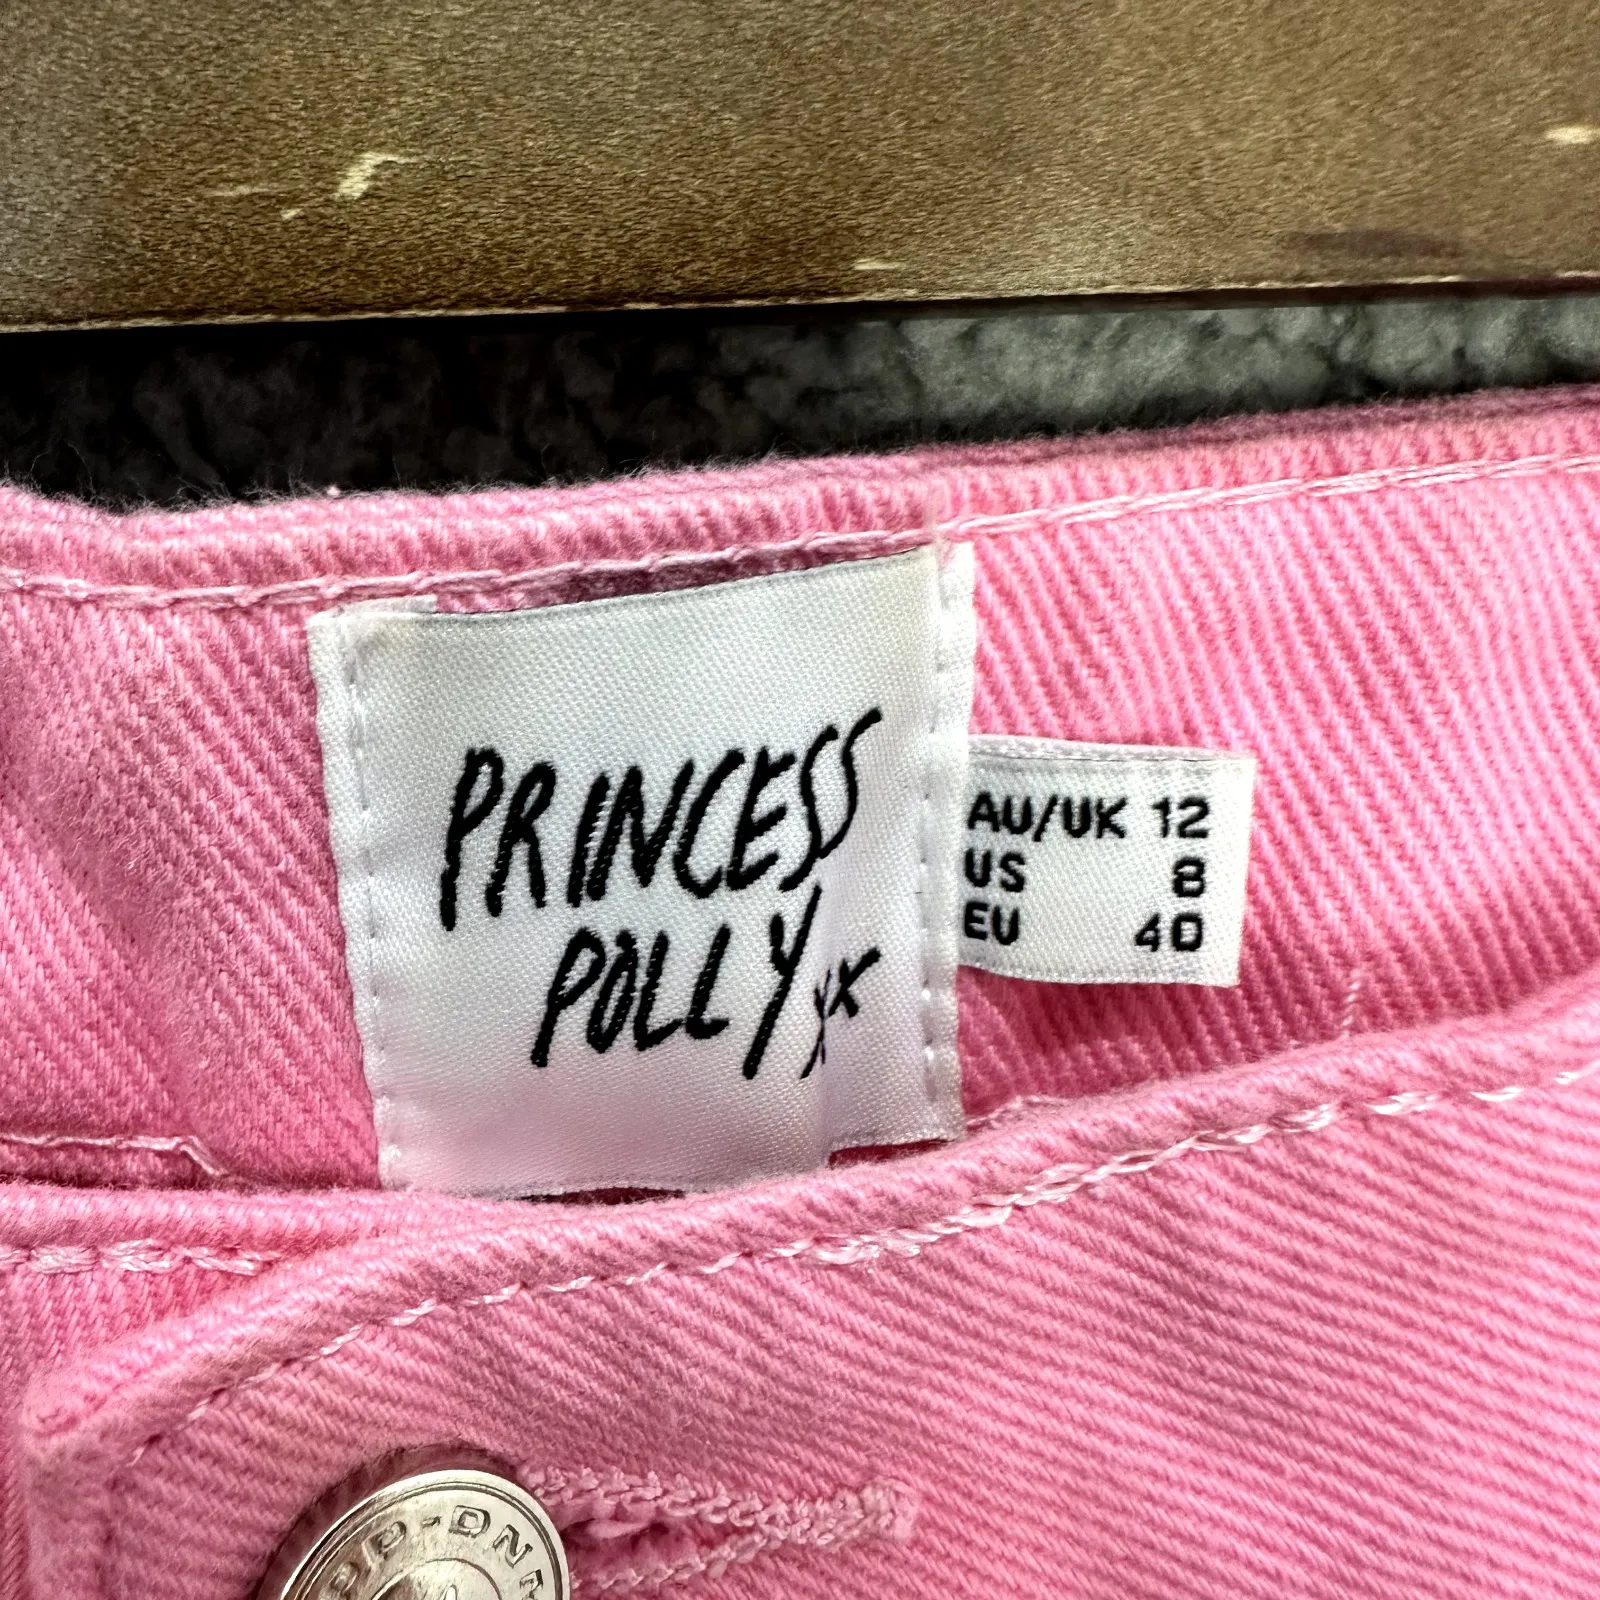 PRINCESS
POLLY xx
AU/UK 12
US 8
EU 40